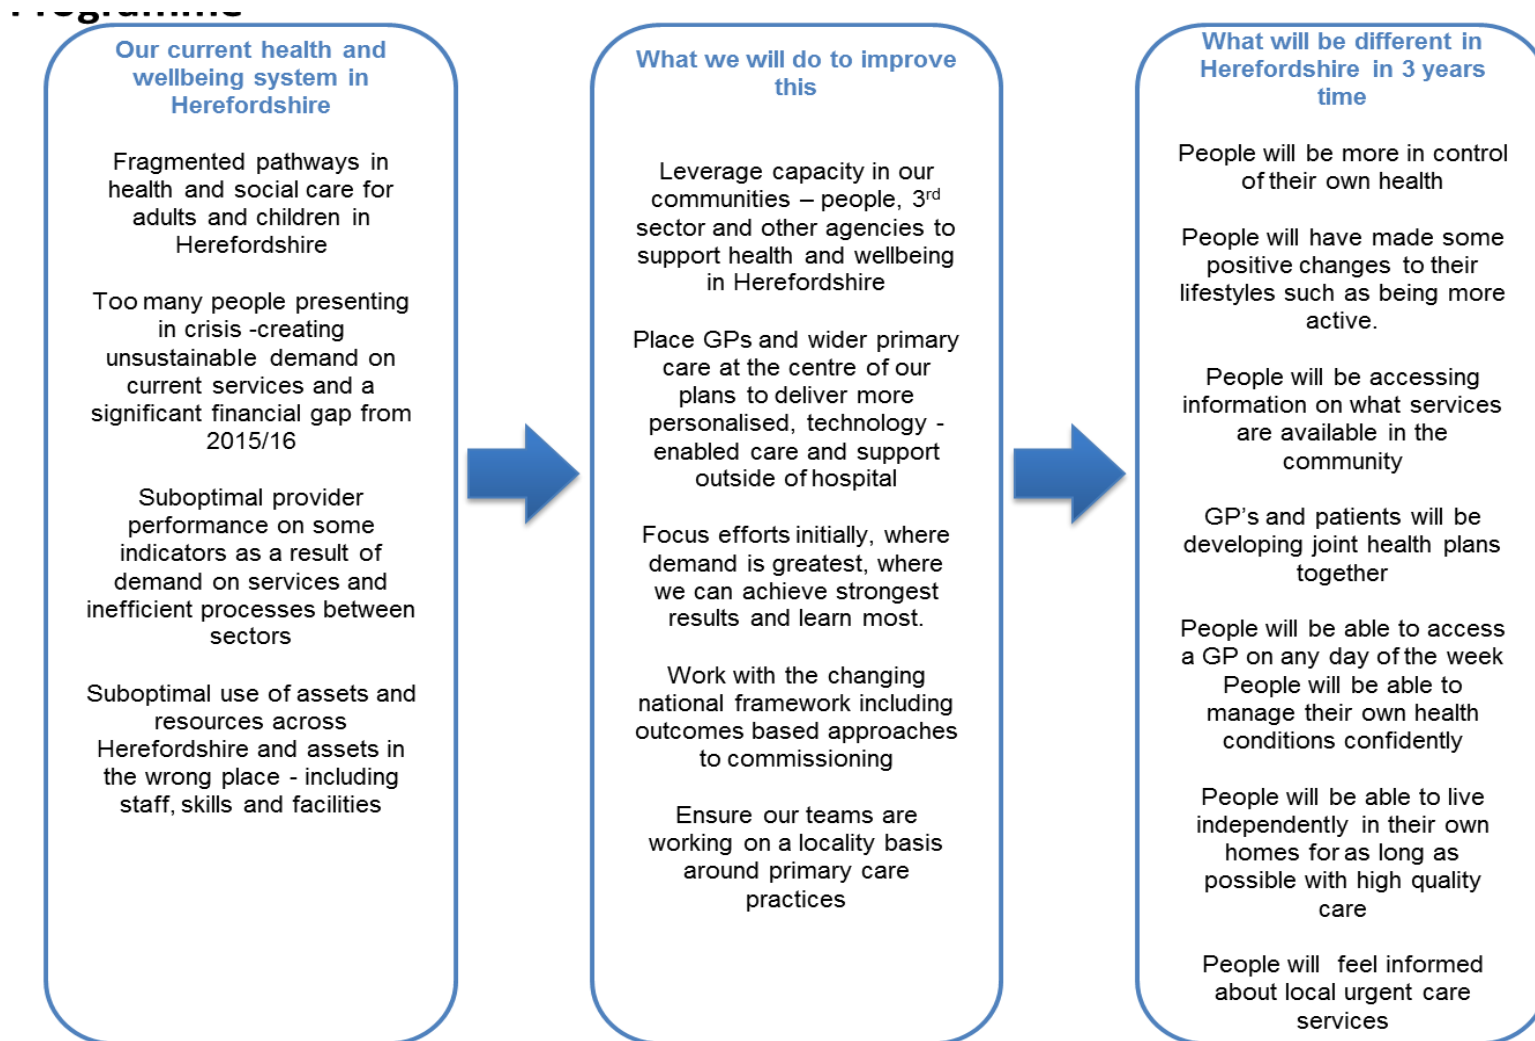 Programme
Our current health and
wellbeing system in
Herefordshire
Fragmented pathways in
health and social care for
adults and children in
Herefordshire
Too many people presenting
in crisis -creating
unsustainable demand on
current services and a
significant financial gap from
2015/16
Suboptimal provider
performance on some
indicators as a result of
demand on services and
inefficient processes between
sectors
Suboptimal use of assets and
resources across
Herefordshire and assets in
the wrong place - including
staff, skills and facilities
What we will do to improve
this
Leverage capacity in our
communities – people, 3rd
sector and other agencies to
support health and wellbeing
in Herefordshire
Place GPs and wider primary
care at the centre of our
plans to deliver more
personalised, technology -
enabled care and support
outside of hospital
Focus efforts initially, where
demand is greatest, where
we can achieve strongest
results and learn most.
Work with the changing
national framework including
outcomes based approaches
to commissioning
Ensure our teams are
working on a locality basis
around primary care
practices
What will be different in
Herefordshire in 3 years
time
People will be more in control
of their own health
People will have made some
positive changes to their
lifestyles such as being more
active.
People will be accessing
information on what services
are available in the
community
GP's and patients will be
developing joint health plans
together
People will be able to access
a GP on any day of the week
People will be able to
manage their own health
conditions confidently
People will be able to live
independently in their own
homes for as long as
possible with high quality
care
People will feel informed
about local urgent care
services